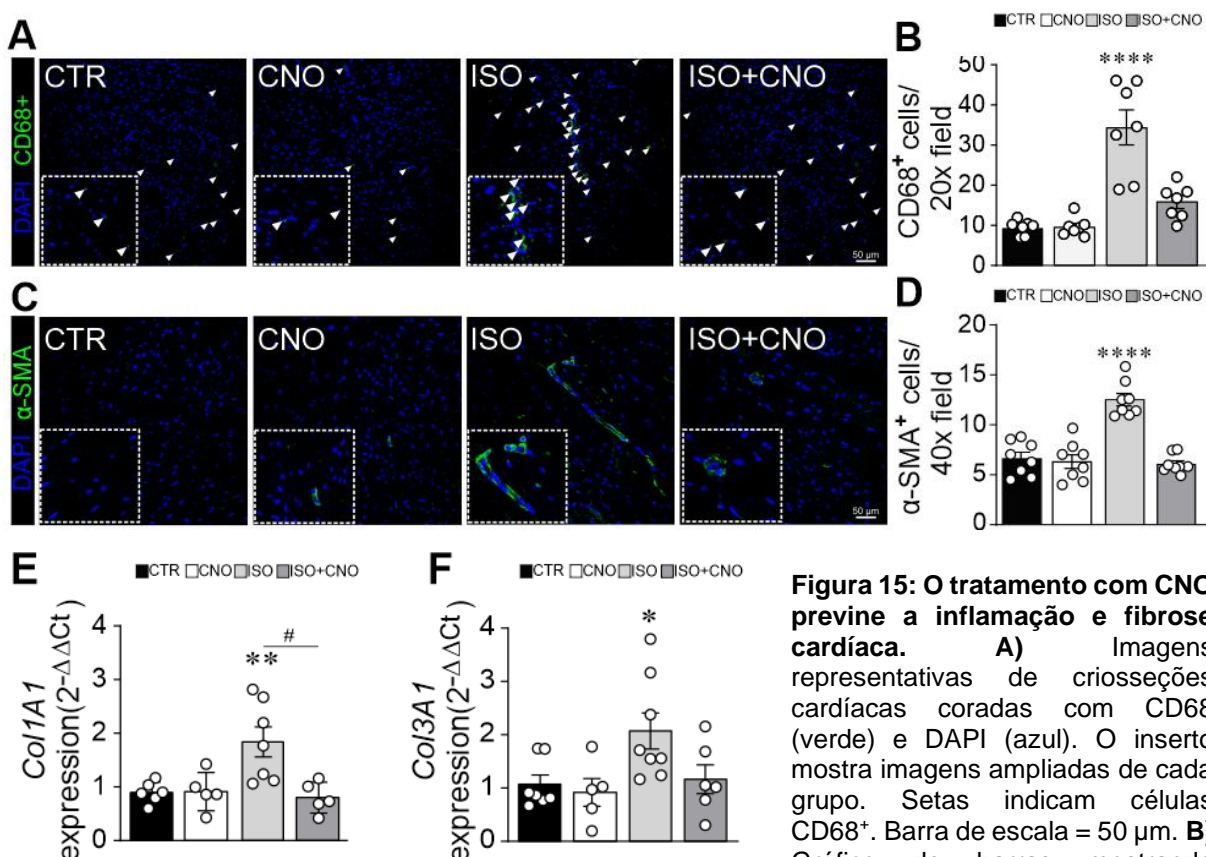 A
CTR
CNO
ISO
ISO+CNO
DAPI CD68+
50 µm
B
CTR CNO ISO ISO+CNO
CD68+ cells/
20x field
50
40
30
20
10
0
****
C
CTR
CNO
ISO
ISO+CNO
DAPI α-SMA
50 µm
D
CTR CNO ISO ISO+CNO
α-SMA+ cells/
40x field
20
15
10
5
0
****
E
CTR CNO ISO ISO+CNO
Col1A1
expression(2-ΔΔCt)
4
3
2
1
0
**
#
F
CTR CNO ISO ISO+CNO
Col3A1
expression(2-ΔΔCt)
4
3
2
1
0
*
Figura 15: O tratamento com CNO
previne a inflamação e fibrose
cardíaca. A) Imagens
representativas de criosseções
cardíacas coradas com CD68
(verde) e DAPI (azul). O inserto
mostra imagens ampliadas de cada
grupo. Setas indicam células
CD68+. Barra de escala = 50 µm. B)